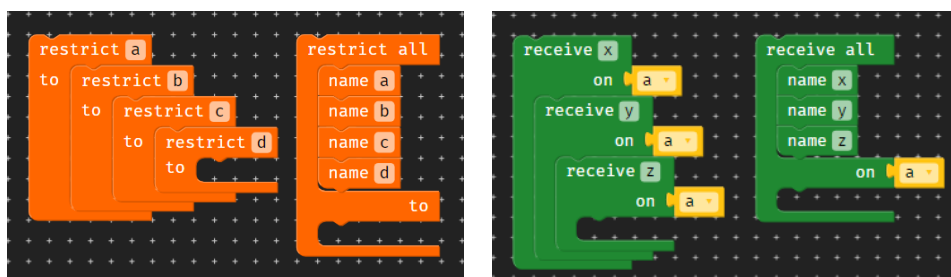 restrict a
to restrict b
to restrict c
to restrict d
to
restrict all
name a
name b
name c
name d
to
receive x
on a
receive y
on a
receive z
on a
receive all
name x
name y
name z
on a